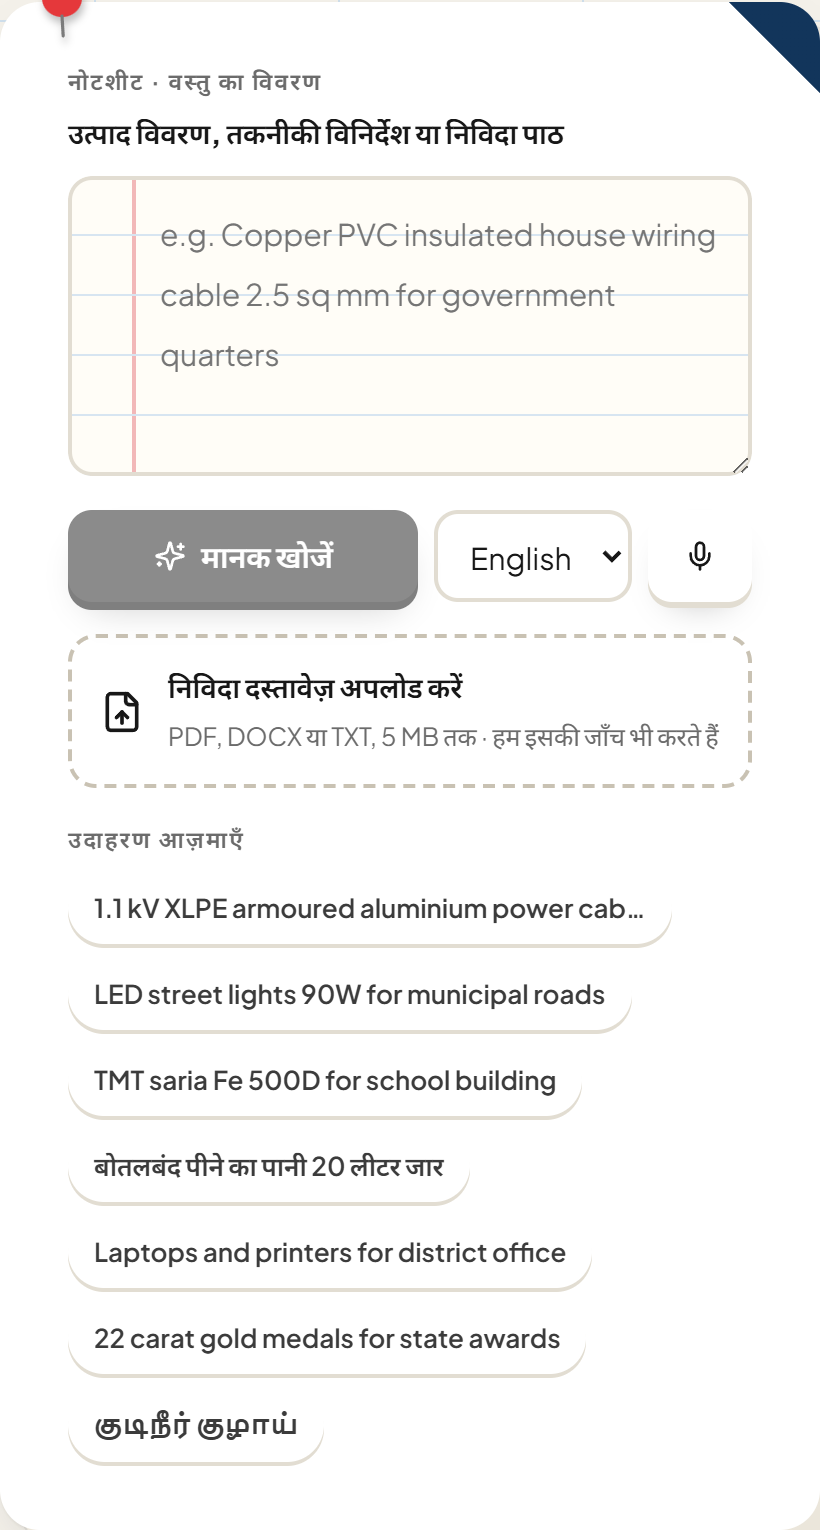 नोटशीट · वस्तु का विवरण
उत्पाद विवरण, तकनीकी विनिर्देश या निविदा पाठ
e.g. Copper PVC insulated house wiring
cable 2.5 sq mm for government
quarters
मानक खोजें
English
निविदा दस्तावेज़ अपलोड करें
PDF, DOCX या TXT, 5 MB तक · हम इसकी जाँच भी करते हैं
उदाहरण आज़माएँ
1.1 kV XLPE armoured aluminium power cab...
LED street lights 90W for municipal roads
TMT saria Fe 500D for school building
बोतलबंद पीने का पानी 20 लीटर जार
Laptops and printers for district office
22 carat gold medals for state awards
குடிநீர் குழாய்